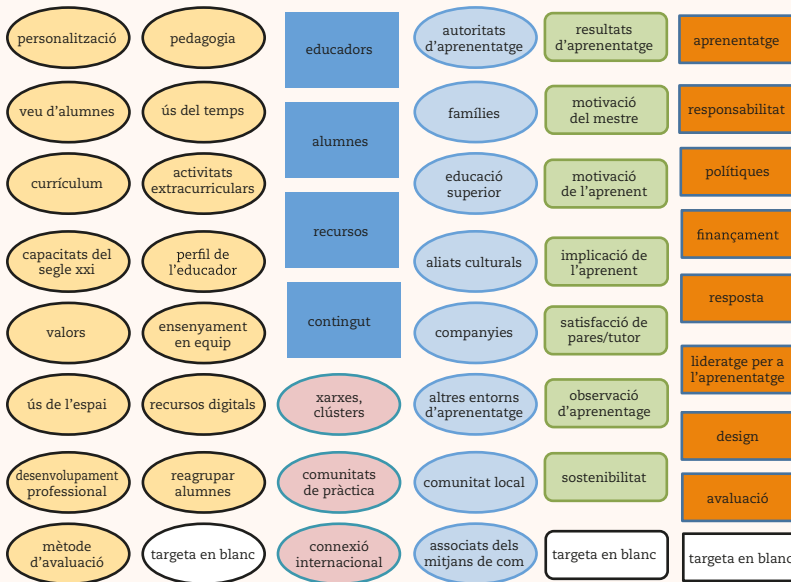 personalització
veu d'alumnes
currículum
capacitats del
segle xxi
valors
ús de l'espai
desenvolupament
professional
mètode
d'avaluació
pedagogia
ús del temps
activitats
extracurriculars
perfil de
l'educador
ensenyament
en equip
recursos digitals
reagrupar
alumnes
targeta en blanc
educadors
alumnes
recursos
contingut
xarxes,
clústers
comunitats
de pràctica
connexió
internacional
autoritats
d'aprenentatge
famílies
educació
superior
aliats culturals
companyies
altres entorns
d'aprenentatge
comunitat local
associats dels
mitjans de com
resultats
d'aprenentatge
motivació
del mestre
motivació
de l'aprenent
implicació de
l'aprenent
satisfacció de
pares/tutor
observació
d'aprenentage
sostenibilitat
targeta en blanc
aprenentatge
responsabilitat
polítiques
finançament
resposta
lideratge per a
l'aprenentatge
design
avaluació
targeta en blanc